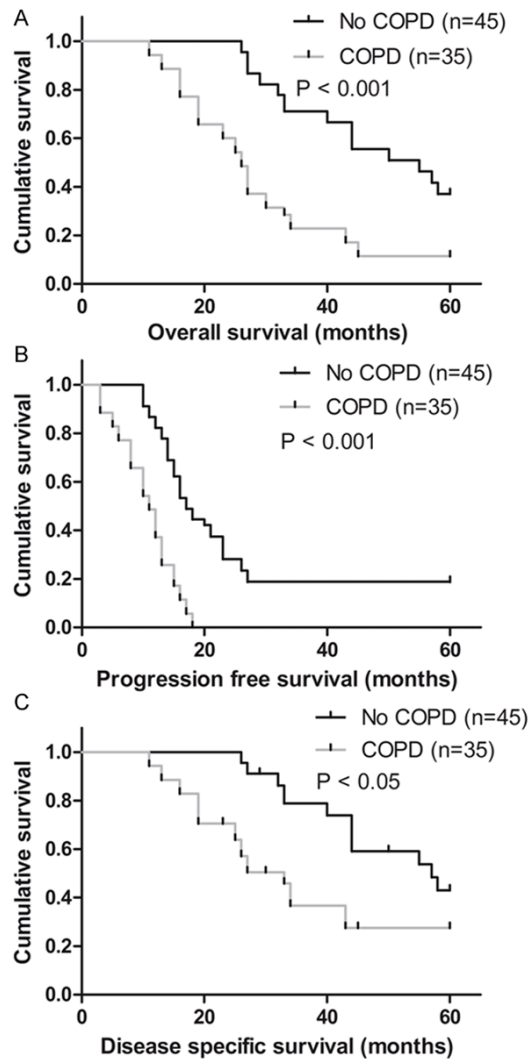 A
No COPD (n=45)
COPD (n=35)
P < 0.001
Cumulative survival
1.0
0.8
0.6
0.4
0.2
0.0
0 20 40 60
Overall survival (months)
B
No COPD (n=45)
COPD (n=35)
P < 0.001
Cumulative survival
1.0
0.8
0.6
0.4
0.2
0.0
0 20 40 60
Progression free survival (months)
C
No COPD (n=45)
COPD (n=35)
P < 0.05
Cumulative survival
1.0
0.8
0.6
0.4
0.2
0.0
0 20 40 60
Disease specific survival (months)